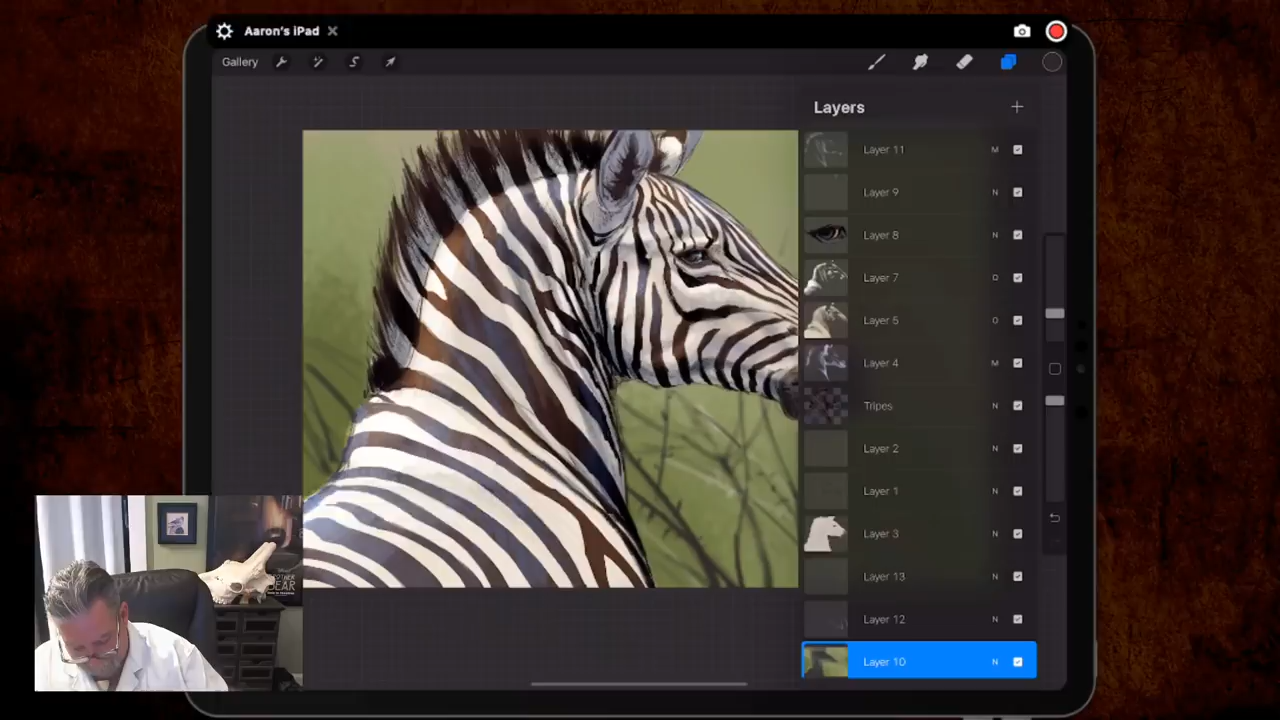 Aaron's iPad
Gallery
Layers
Layer 11 M
Layer 9 N
Layer 8 N
Layer 7
Layer 5 O
Layer 4 M
Tripes N
Layer 2 N
Layer 1 N
Layer 3 N
Layer 13 N
Layer 12 N
Layer 10 N
BEAR